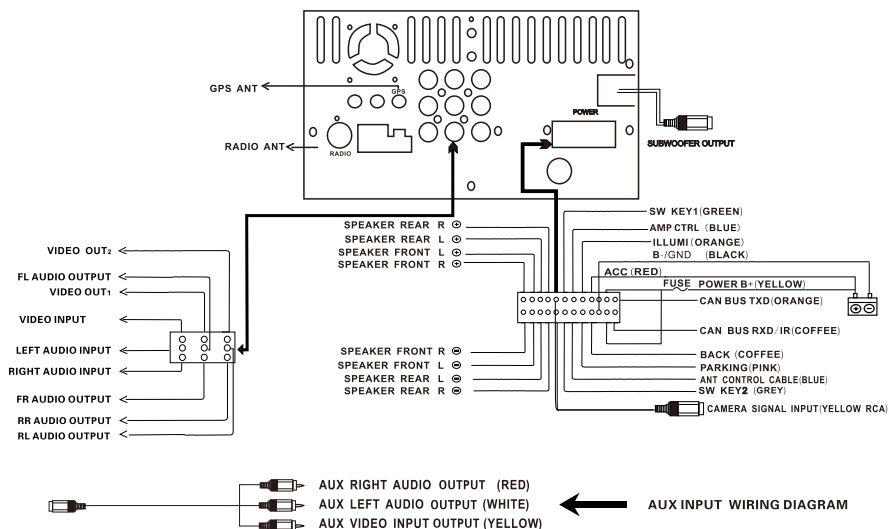 GPS ANT
GPS
POWER
RADIO ANT
RADIO
SUBWOOFER OUTPUT
VIDEO OUT2
FL AUDIO OUTPUT
VIDEO OUT1
VIDEO INPUT
LEFT AUDIO INPUT
RIGHT AUDIO INPUT
FR AUDIO OUTPUT
RR AUDIO OUTPUT
RL AUDIO OUTPUT
SPEAKER REAR R ⊕
SPEAKER REAR L ⊕
SPEAKER FRONT L ⊕
SPEAKER FRONT R ⊕
SPEAKER FRONT R ⊖
SPEAKER FRONT L ⊖
SPEAKER REAR L ⊖
SPEAKER REAR R ⊖
SW KEY1(GREEN)
AMP CTRL (BLUE)
ILLUMI (ORANGE)
B-/GND (BLACK)
ACC (RED)
FUSE POWER B+(YELLOW)
CAN BUS TXD(ORANGE)
CAN BUS RXD/IR(COFFEE)
BACK (COFFEE)
PARKING(PINK)
ANT CONTROL CABLE(BLUE)
SW KEY2 (GREY)
CAMERA SIGNAL INPUT(YELLOW RCA)
AUX RIGHT AUDIO OUTPUT (RED)
AUX LEFT AUDIO OUTPUT (WHITE)
AUX VIDEO INPUT OUTPUT (YELLOW)
AUX INPUT WIRING DIAGRAM